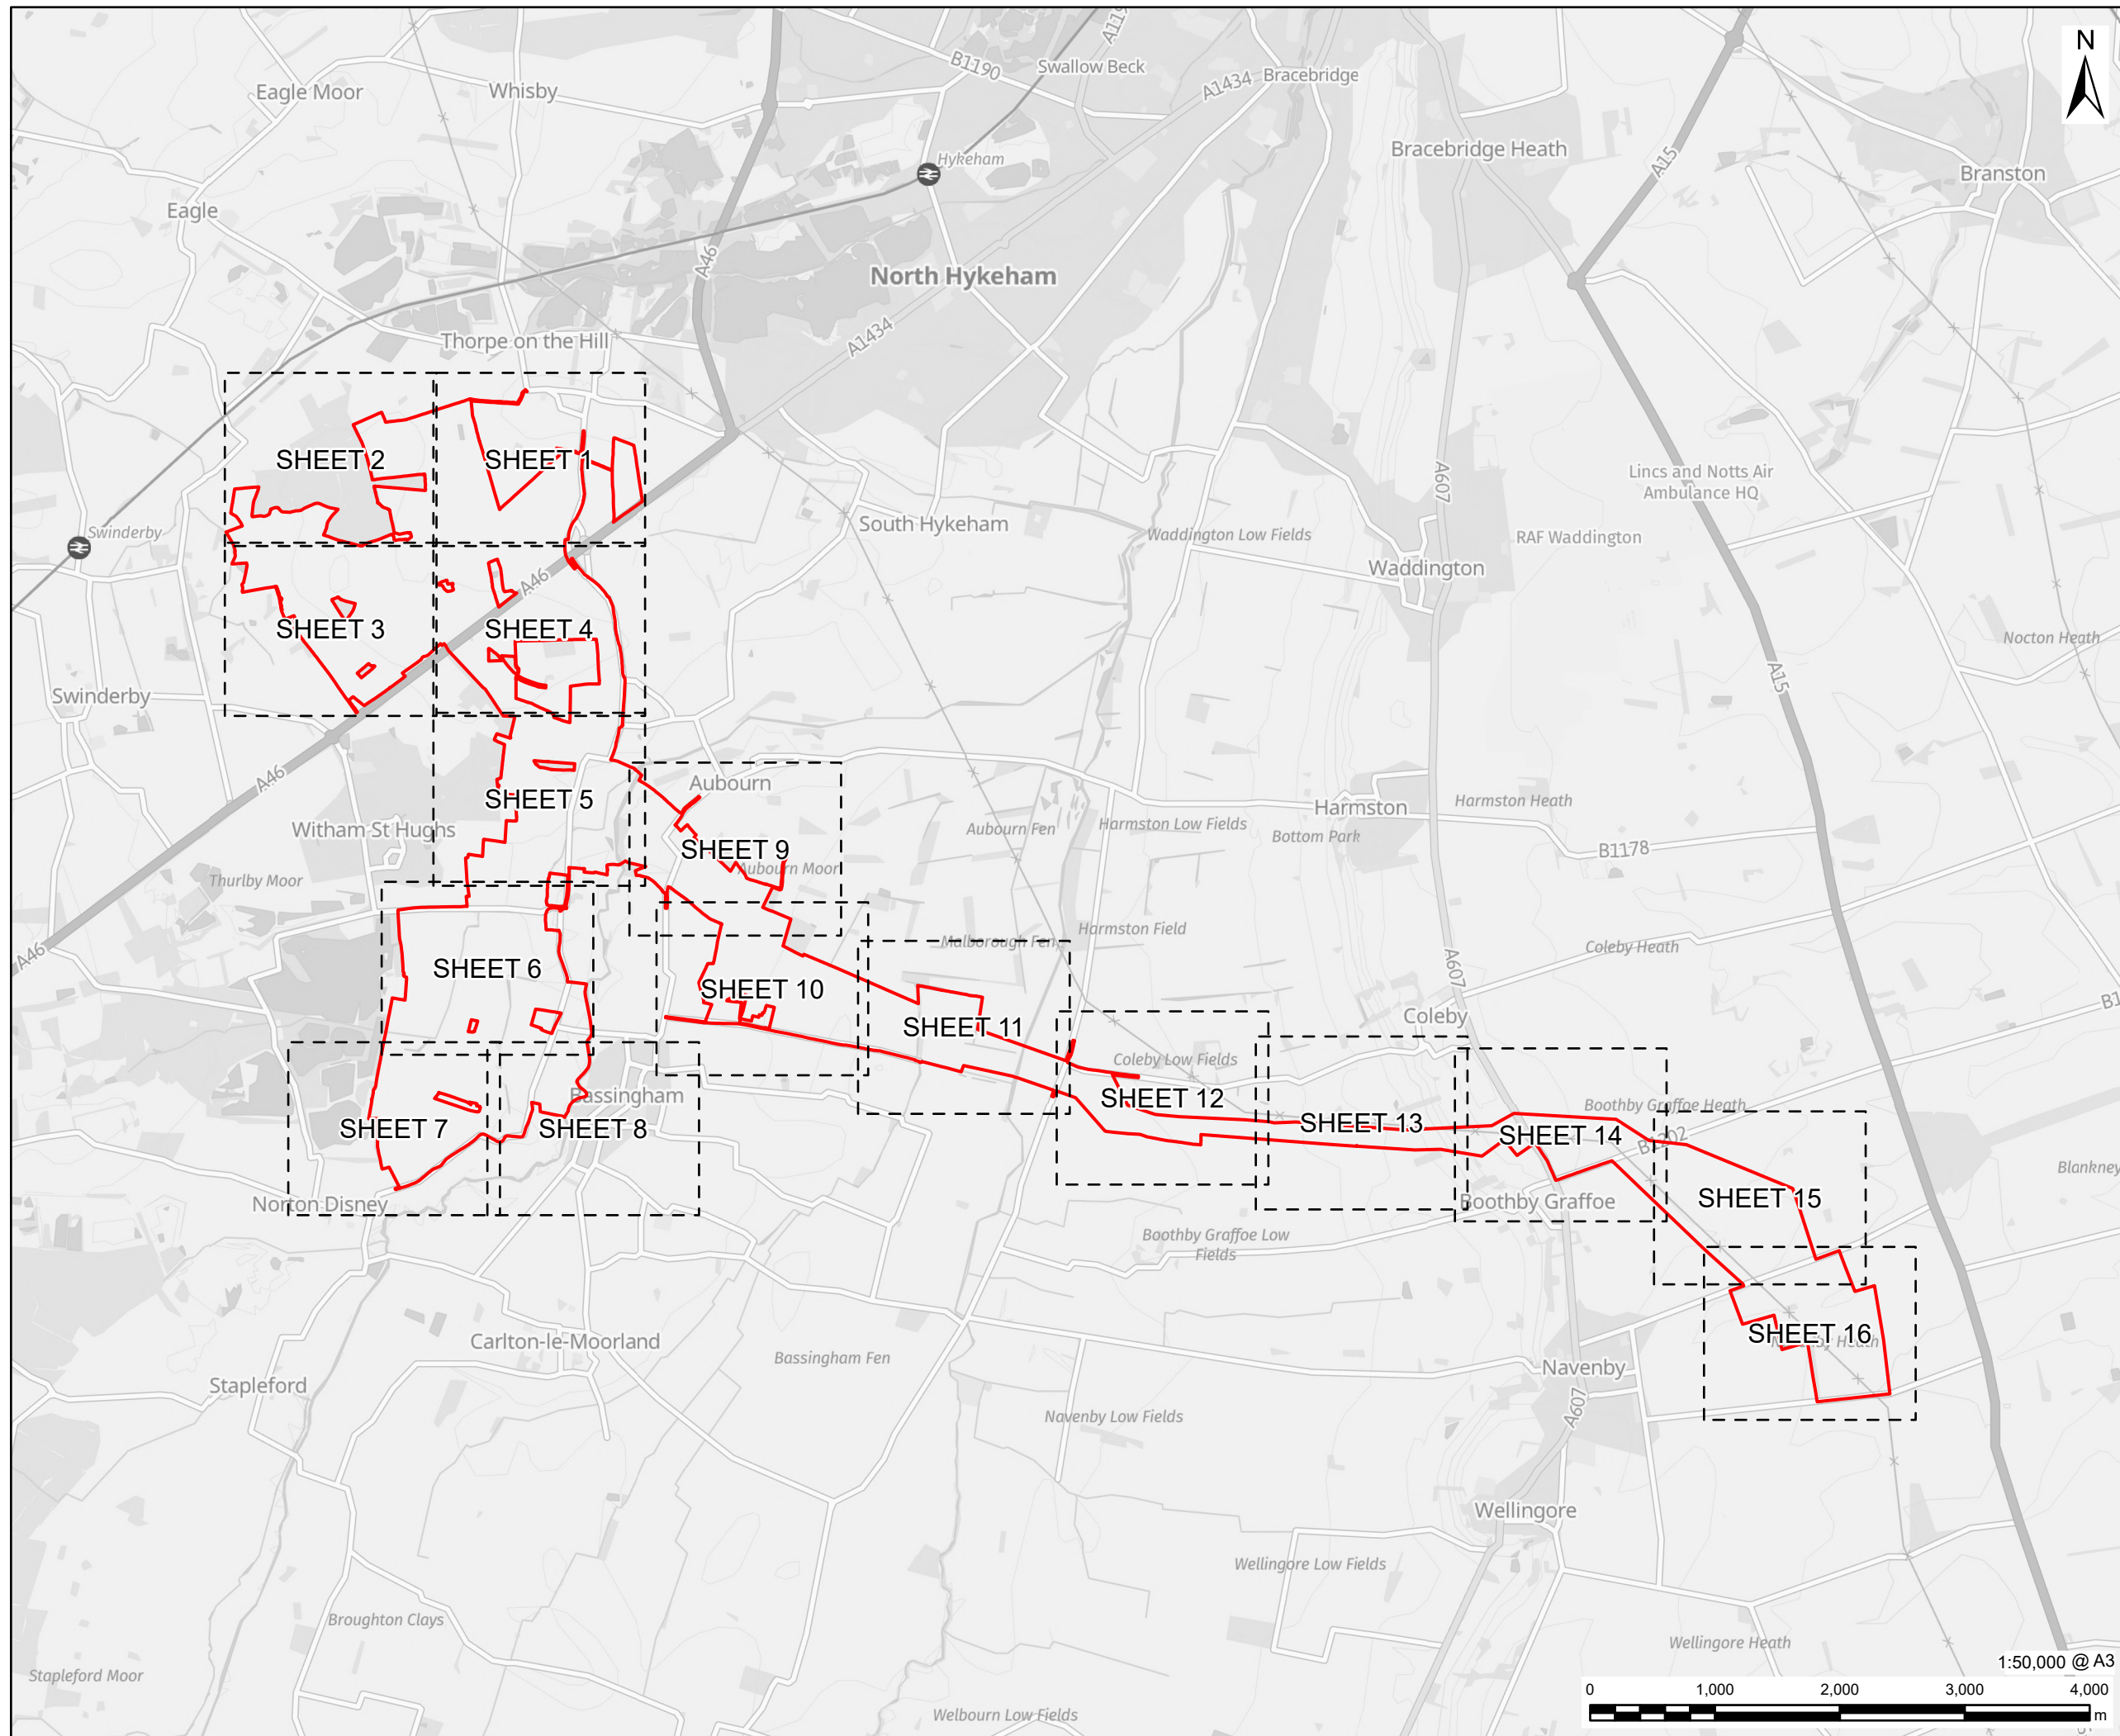 N
A119
B1190
Swallow Beck
A1434
Bracebridge
Eagle Moor
Whisby
Hykeham
Bracebridge Heath
A15
Branston
Eagle
A46
North Hykeham
A1434
Thorpe on the Hill
SHEET 2
SHEET 1
A607
Lincs and Notts Air
Ambulance HQ
Swinderby
South Hykeham
Waddington Low Fields
RAF Waddington
Waddington
A46
SHEET 3
SHEET 4
Nocton Heath
A15
Swinderby
A46
Aubourn
SHEET 5
Harmston
Harmston Heath
Witham St Hughs
Aubourn Fen
Harmston Low Fields
Bottom Park
SHEET 9
B1178
Aubourn Moor
Thurlby Moor
Harmston Field
Malborough Fen
Coleby Heath
A46
A607
SHEET 6
SHEET 10
B1
SHEET 11
Coleby
Coleby Low Fields
Bassingham
SHEET 12
Boothby Graffoe Heath
SHEET 7
SHEET 8
SHEET 13
SHEET 14
B1202
Blankney
Norton Disney
Boothby Graffoe
SHEET 15
Boothby Graffoe Low
Fields
Carlton-le-Moorland
SHEET 16
Bassingham Fen
Navenby
Stapleford
A607
Navenby Low Fields
Wellingore
Wellingore Low Fields
Broughton Clays
Wellingore Heath
Stapleford Moor
Welbourn Low Fields
1:50,000 @ A3
0 1,000 2,000 3,000 4,000
m